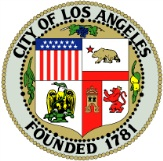 CITY OF LOS ANGELES
FOUNDED 1781